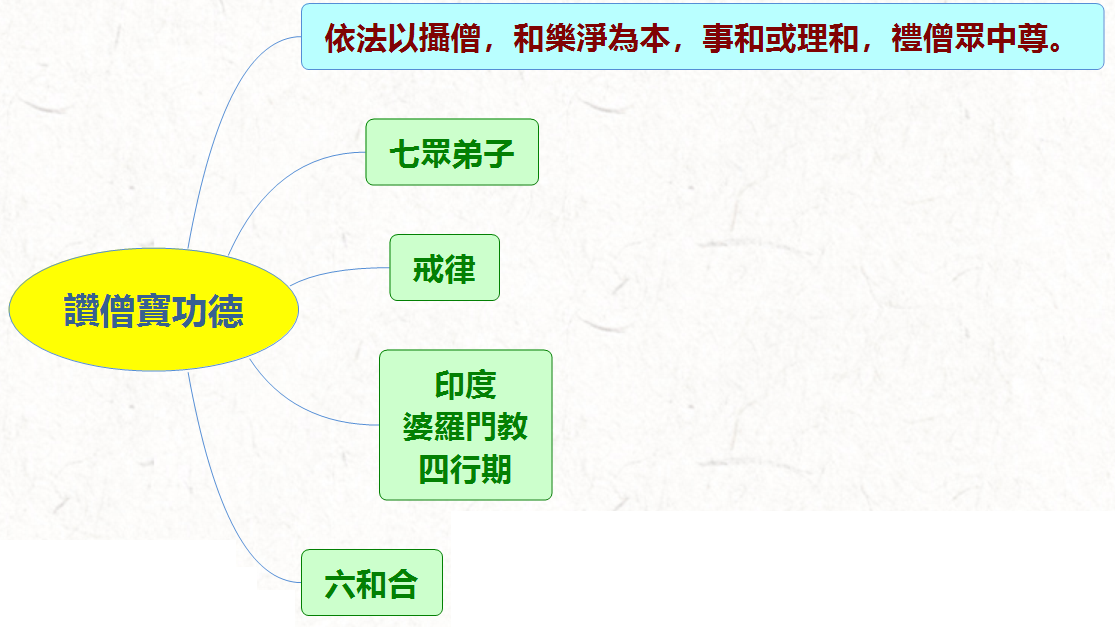 依法以攝僧，和樂淨為本，事和或理和，禮僧眾中尊。
七眾弟子
戒律
讚僧寶功德
印度
婆羅門教
四行期
六和合